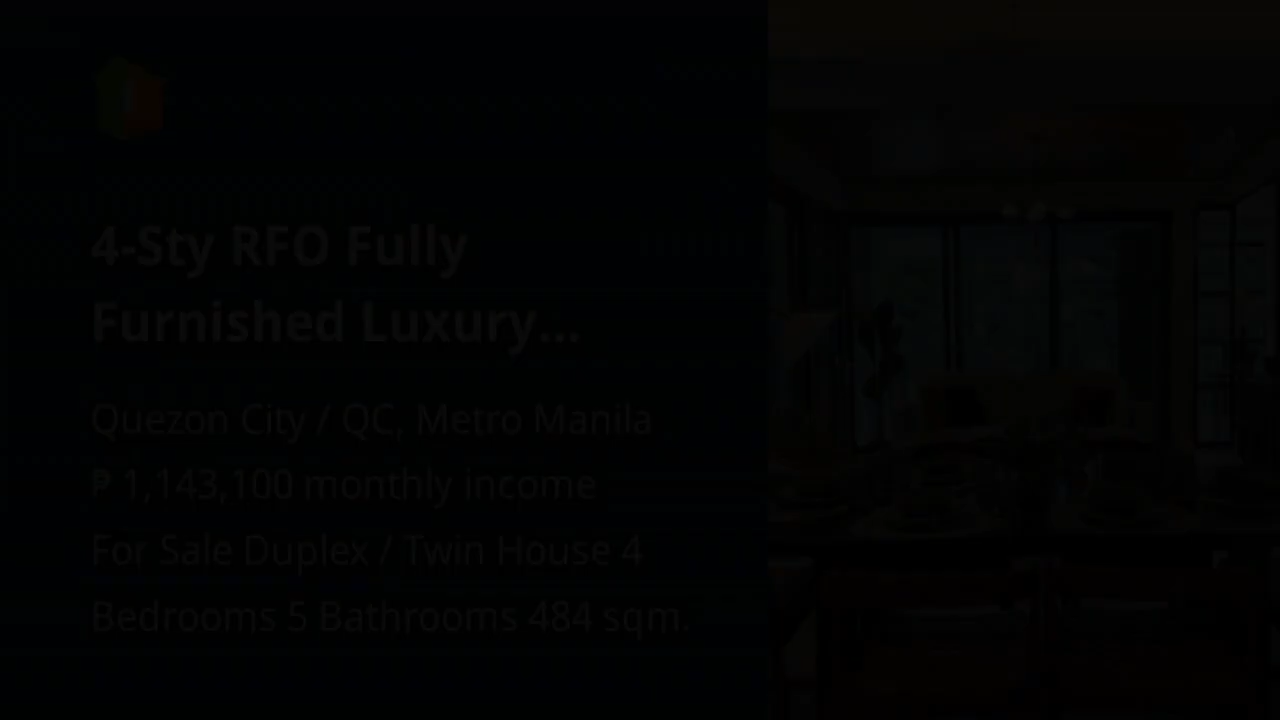 4-Sty RFO Fully
Furnished Luxury...
Quezon City / QC, Metro Manila
₱ 1,143,100 monthly income
For Sale Duplex / Twin House 4
Bedrooms 5 Bathrooms 484 sqm.